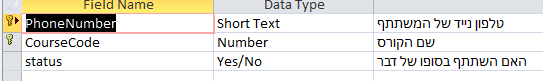 Field Name Data Type
PhoneNumber Short Text טלפון נייד של המשתתף
CourseCode Number שם הקורס
status Yes/No האם השתתף בסופו של דבר